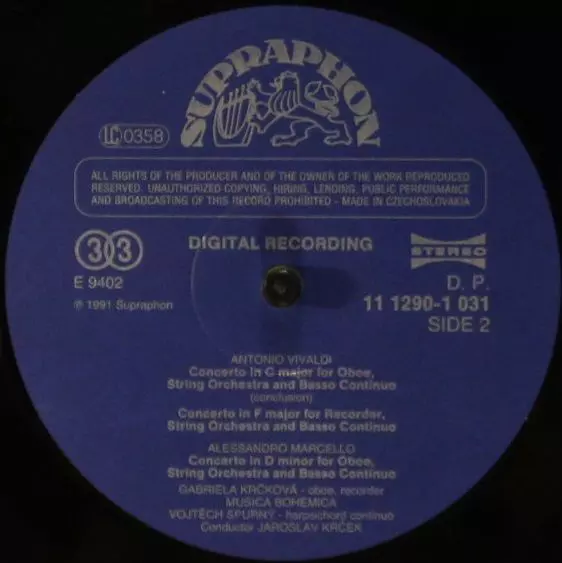 SUPRAPHON
LC 0358
ALL RIGHTS OF THE PRODUCER AND OF THE OWNER OF THE WORK REPRODUCED
RESERVED. UNAUTHORIZED COPYING, HIRING, LENDING, PUBLIC PERFORMANCE
AND BROADCASTING OF THIS RECORD PROHIBITED - MADE IN CZECHOSLOVAKIA
33
DIGITAL RECORDING
STEREO
E 9402
D. P.
℗ 1991 Supraphon
11 1290-1 031
SIDE 2
ANTONIO VIVALDI
Concerto in C major for Oboe,
String Orchestra and Basso Continuo
(conclusion)
Concerto in F major for Recorder,
String Orchestra and Basso Continuo
ALESSANDRO MARCELLO
Concerto in D minor for Oboe,
String Orchestra and Basso Continuo
GABRIELA KRČKOVÁ - oboe, recorder
MUSICA BOHEMICA
VOJTĚCH SPURNÝ - harpsichord continuo
Conductor JAROSLAV KRČEK